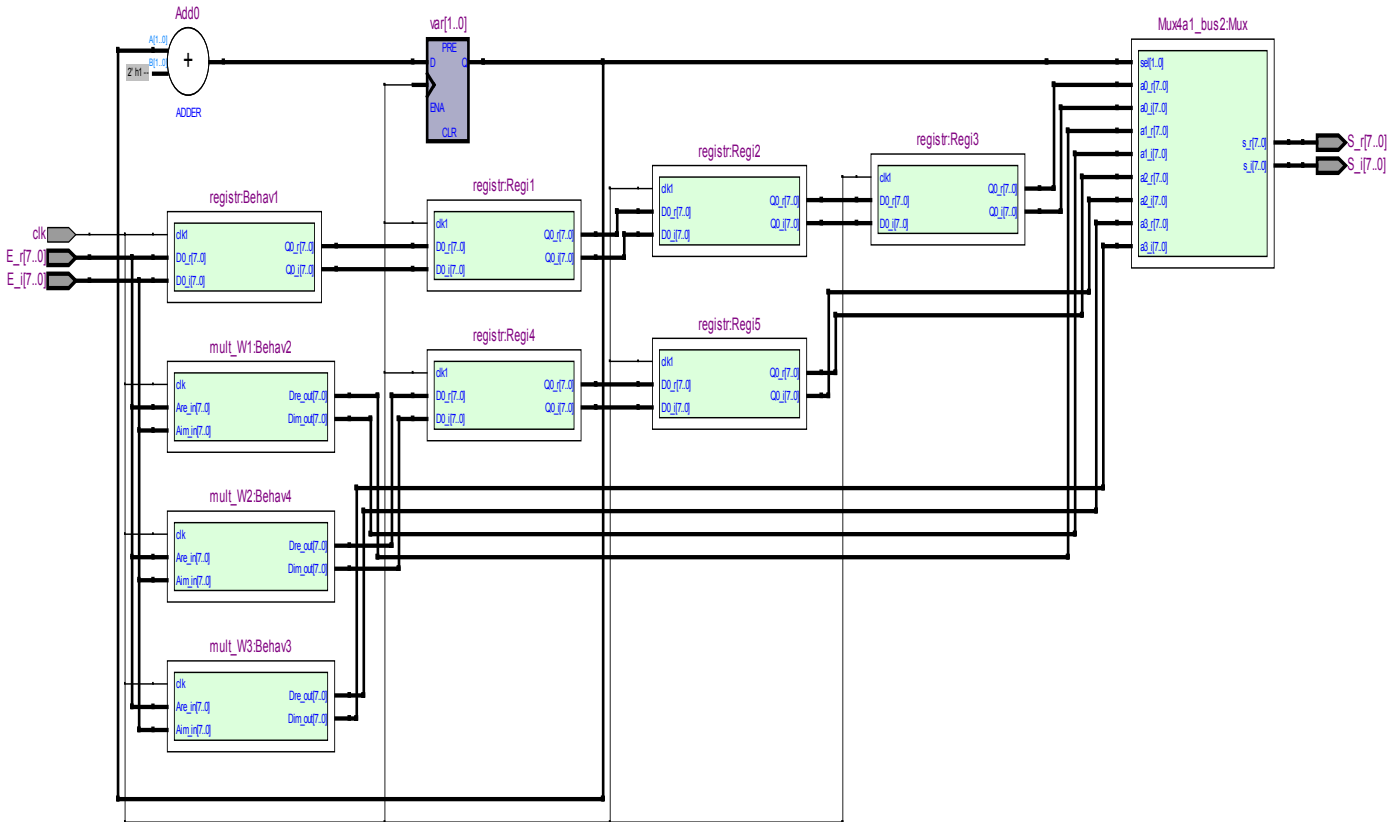 Add0
A[1..0]
B[1..0]
2' h1 --
+
ADDER
var[1..0]
PRE
D
Q
ENA
CLR
Mux4a1_bus2:Mux
sel[1..0]
a0_r[7..0]
a0_i[7..0]
a1_r[7..0]
a1_i[7..0]
a2_r[7..0]
a2_i[7..0]
a3_r[7..0]
a3_i[7..0]
s_r[7..0]
s_i[7..0]
S_r[7..0]
S_i[7..0]
clk
E_r[7..0]
E_i[7..0]
registr:Behav1
clk1
D0_r[7..0]
D0_i[7..0]
Q0_r[7..0]
Q0_i[7..0]
registr:Regi1
clk1
D0_r[7..0]
D0_i[7..0]
Q0_r[7..0]
Q0_i[7..0]
registr:Regi2
clk1
D0_r[7..0]
D0_i[7..0]
Q0_r[7..0]
Q0_i[7..0]
registr:Regi3
clk1
D0_r[7..0]
D0_i[7..0]
Q0_r[7..0]
Q0_i[7..0]
mult_W1:Behav2
clk
Are_in[7..0]
Aim_in[7..0]
Dre_out[7..0]
Dim_out[7..0]
registr:Regi4
clk1
D0_r[7..0]
D0_i[7..0]
Q0_r[7..0]
Q0_i[7..0]
registr:Regi5
clk1
D0_r[7..0]
D0_i[7..0]
Q0_r[7..0]
Q0_i[7..0]
mult_W2:Behav4
clk
Are_in[7..0]
Aim_in[7..0]
Dre_out[7..0]
Dim_out[7..0]
mult_W3:Behav3
clk
Are_in[7..0]
Aim_in[7..0]
Dre_out[7..0]
Dim_out[7..0]